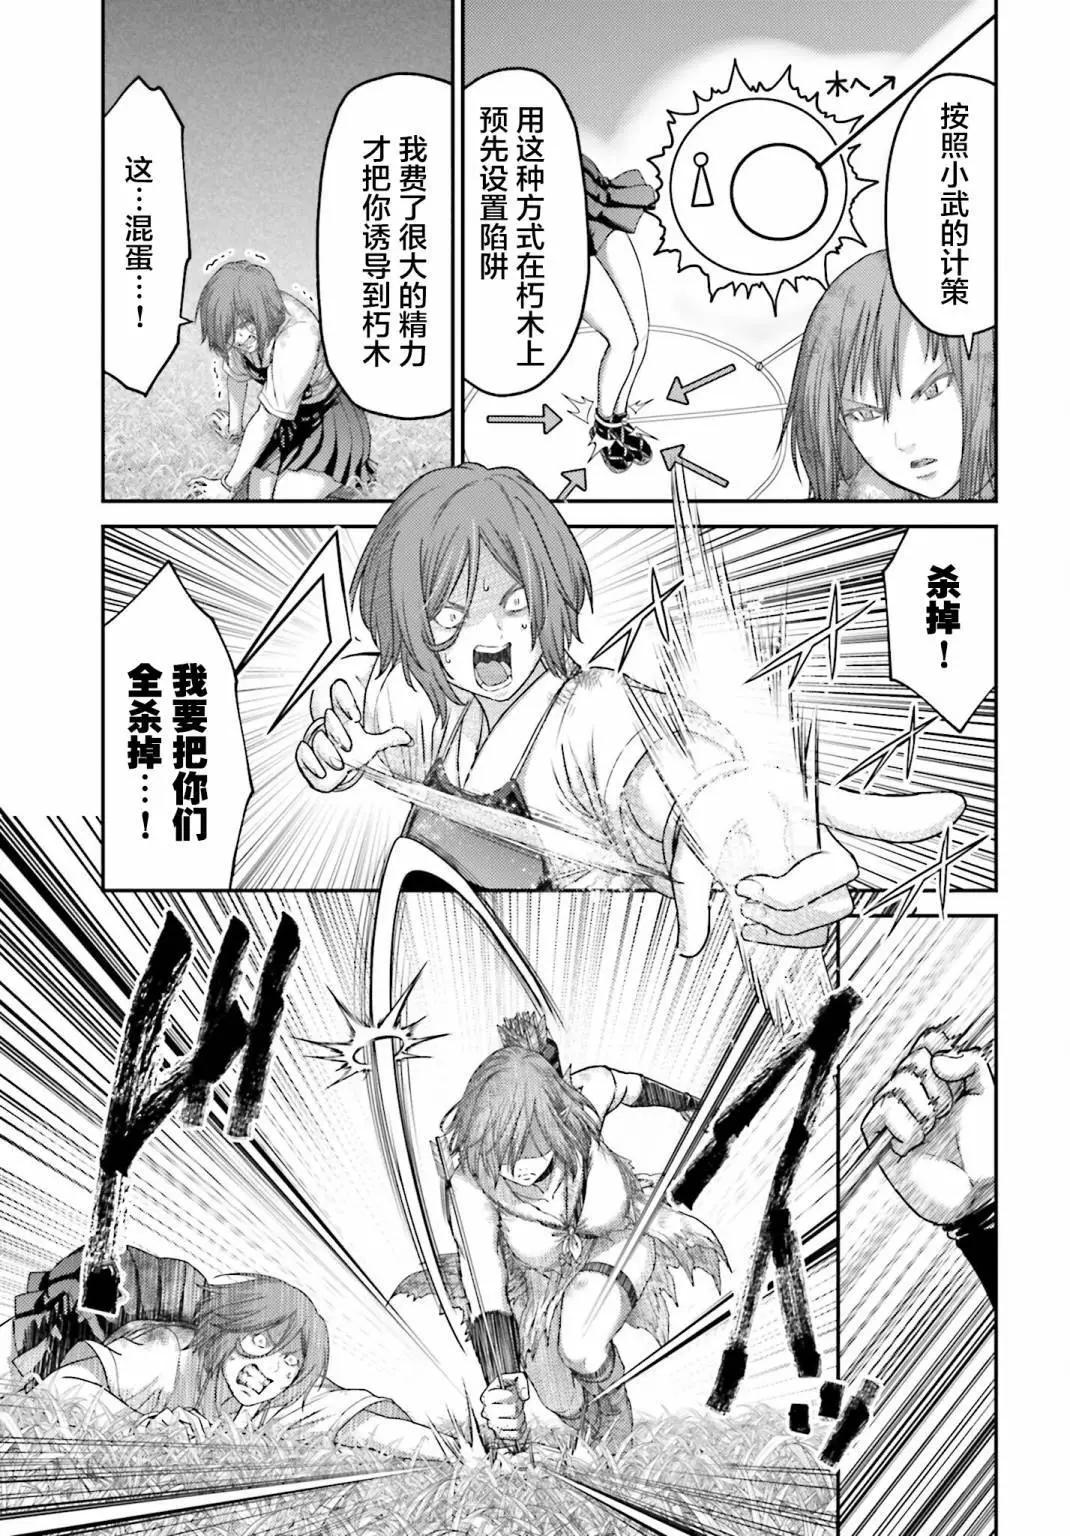 按照小武的计策
木へ
用这种方式在朽木上
预先设置陷阱
我费了很大的精力
才把你诱导到朽木
这…混蛋…！
杀掉！
我要把你们
全杀掉…！